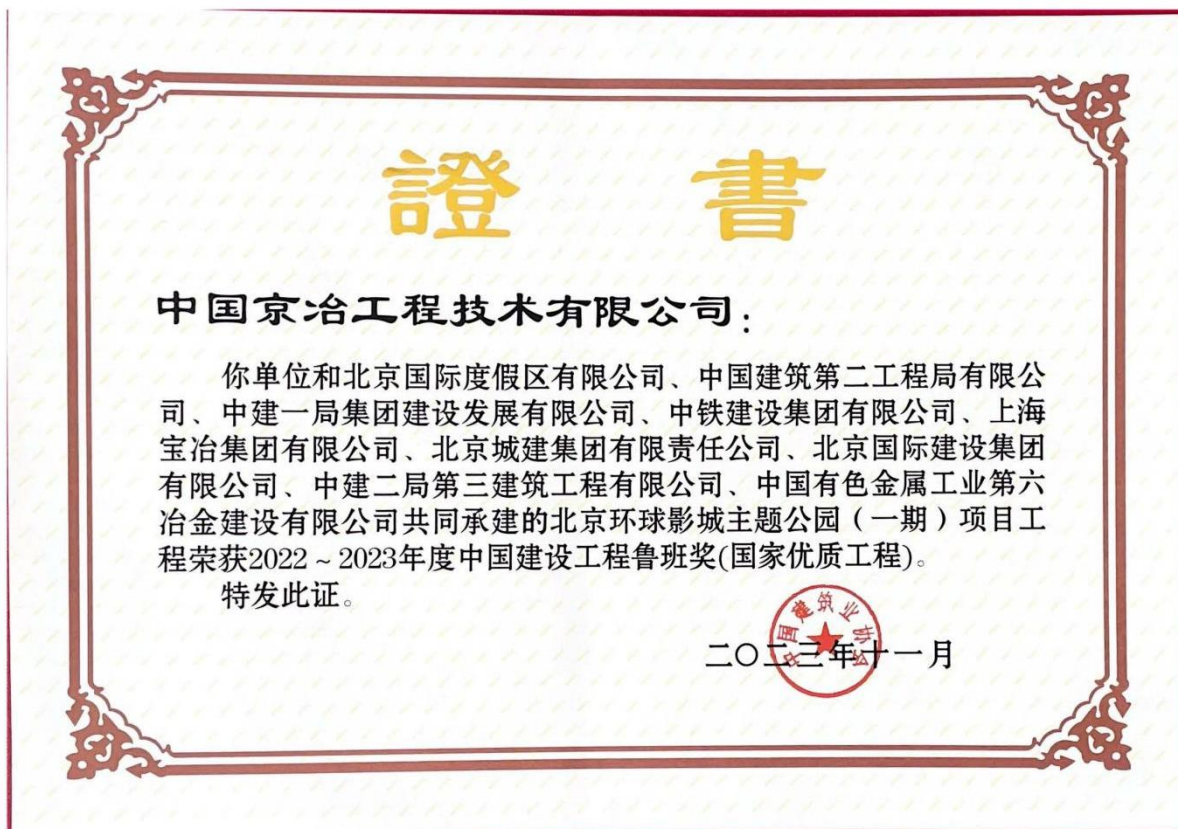 證 書
中国京冶工程技术有限公司：
你单位和北京国际度假区有限公司、中国建筑第二工程局有限公
司、中建一局集团建设发展有限公司、中铁建设集团有限公司、上海
宝冶集团有限公司、北京城建集团有限责任公司、北京国际建设集团
有限公司、中建二局第三建筑工程有限公司、中国有色金属工业第六
冶金建设有限公司共同承建的北京环球影城主题公园（一期）项目工
程荣获2022～2023年度中国建设工程鲁班奖(国家优质工程)。
特发此证。
中国建筑业协会
二〇二三年十一月